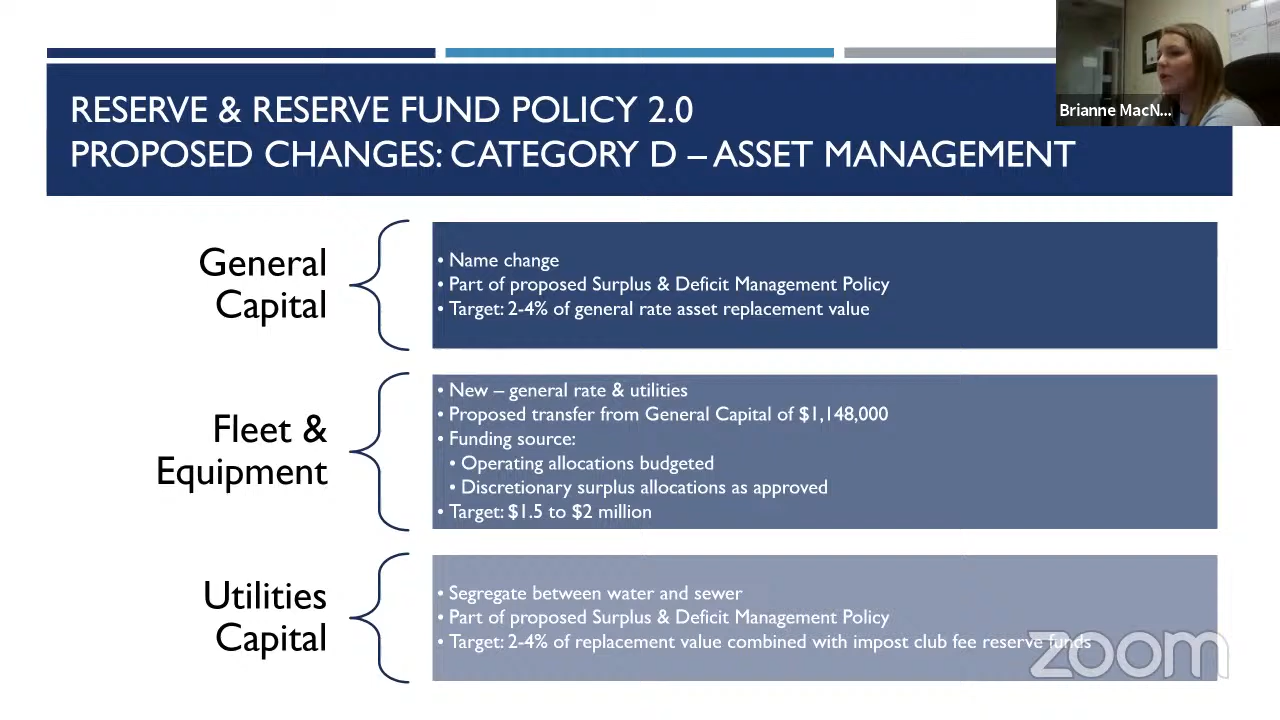 RESERVE & RESERVE FUND POLICY 2.0
PROPOSED CHANGES: CATEGORY D – ASSET MANAGEMENT
Brianne MacN...
General
Capital
• Name change
• Part of proposed Surplus & Deficit Management Policy
• Target: 2-4% of general rate asset replacement value
Fleet &
Equipment
• New – general rate & utilities
• Proposed transfer from General Capital of $1,148,000
• Funding source:
• Operating allocations budgeted
• Discretionary surplus allocations as approved
• Target: $1.5 to $2 million
Utilities
Capital
• Segregate between water and sewer
• Part of proposed Surplus & Deficit Management Policy
• Target: 2-4% of replacement value combined with impost club fee reserve funds
zoom